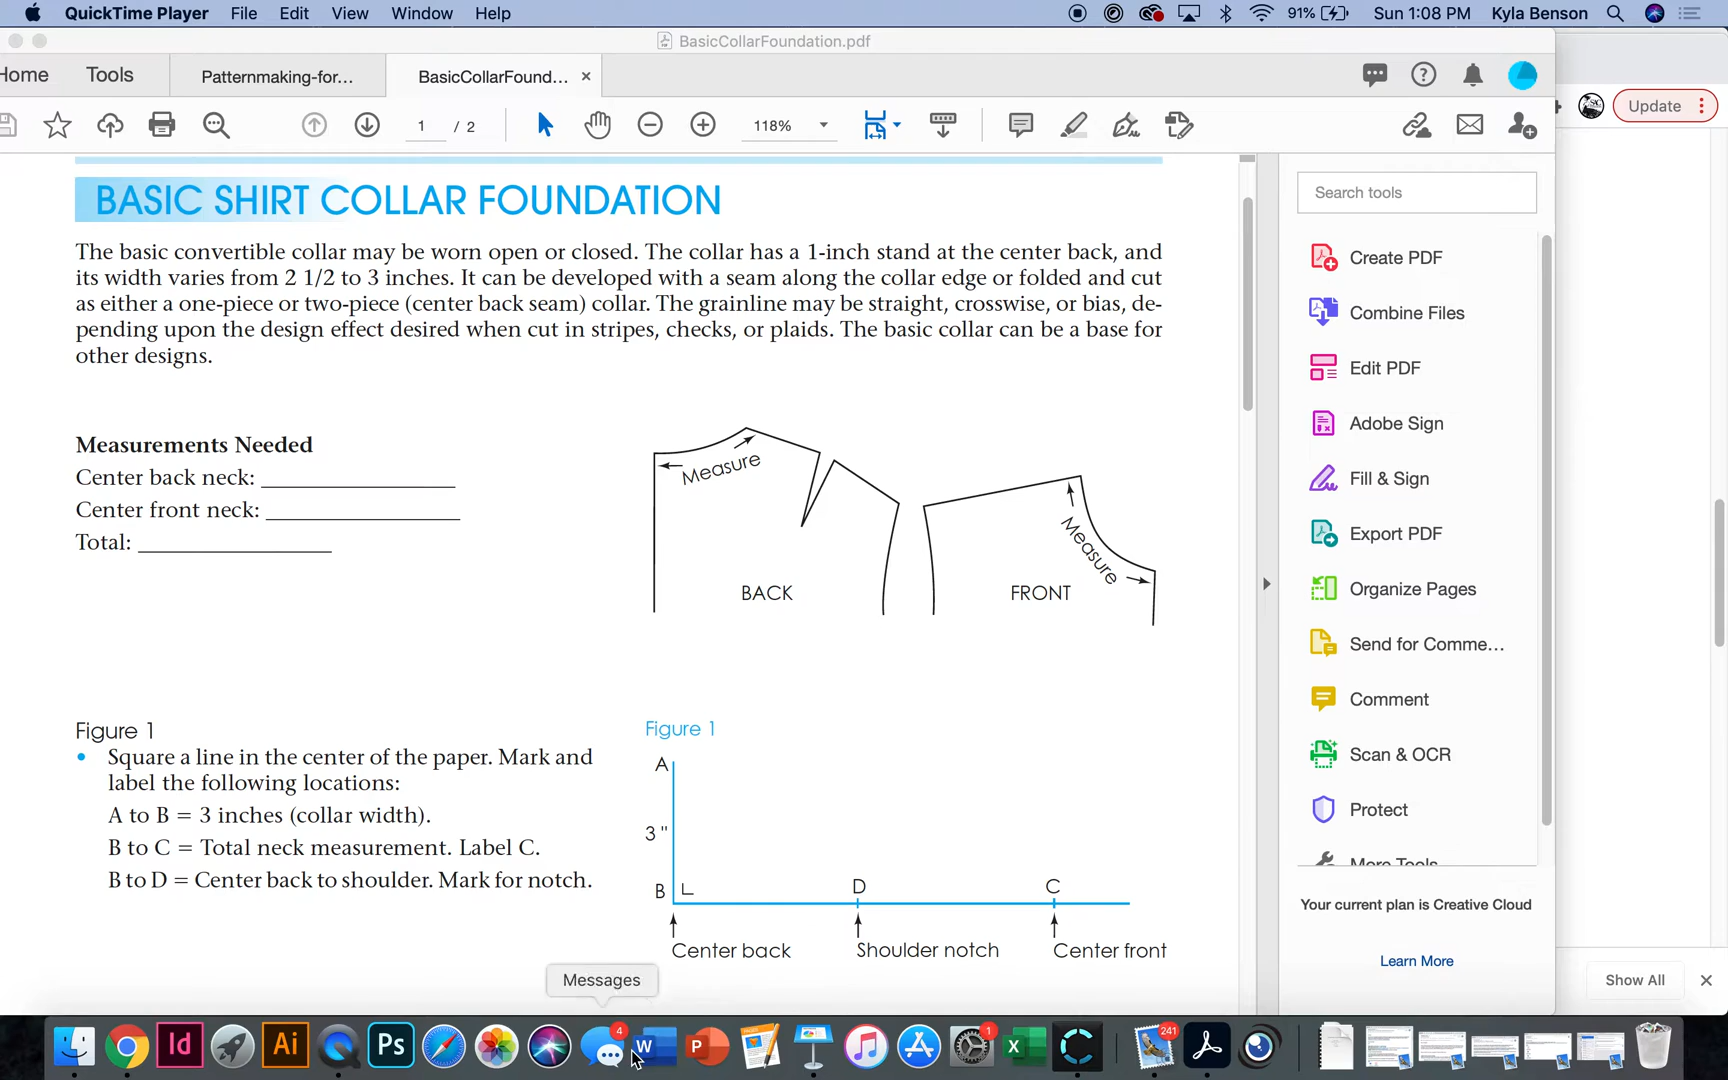 QuickTime Player File Edit View Window Help 91% Sun 1:08 PM Kyla Benson
BasicCollarFoundation.pdf
Home Tools Patternmaking-for... BasicCollarFound... ×
1 / 2 118%
Update
BASIC SHIRT COLLAR FOUNDATION
The basic convertible collar may be worn open or closed. The collar has a 1-inch stand at the center back, and
its width varies from 2 1/2 to 3 inches. It can be developed with a seam along the collar edge or folded and cut
as either a one-piece or two-piece (center back seam) collar. The grainline may be straight, crosswise, or bias, de-
pending upon the design effect desired when cut in stripes, checks, or plaids. The basic collar can be a base for
other designs.
Measurements Needed
Center back neck:
Center front neck:
Total:
Measure
BACK
Measure
FRONT
Figure 1
• Square a line in the center of the paper. Mark and
label the following locations:
A to B = 3 inches (collar width).
B to C = Total neck measurement. Label C.
B to D = Center back to shoulder. Mark for notch.
Figure 1
A
3 "
B
D
C
Center back
Shoulder notch
Center front
Search tools
Create PDF
Combine Files
Edit PDF
Adobe Sign
Fill & Sign
Export PDF
Organize Pages
Send for Comme...
Comment
Scan & OCR
Protect
More Tools
Your current plan is Creative Cloud
Learn More
Show All
Messages
Id Ai Ps 4 W P 1 X 241